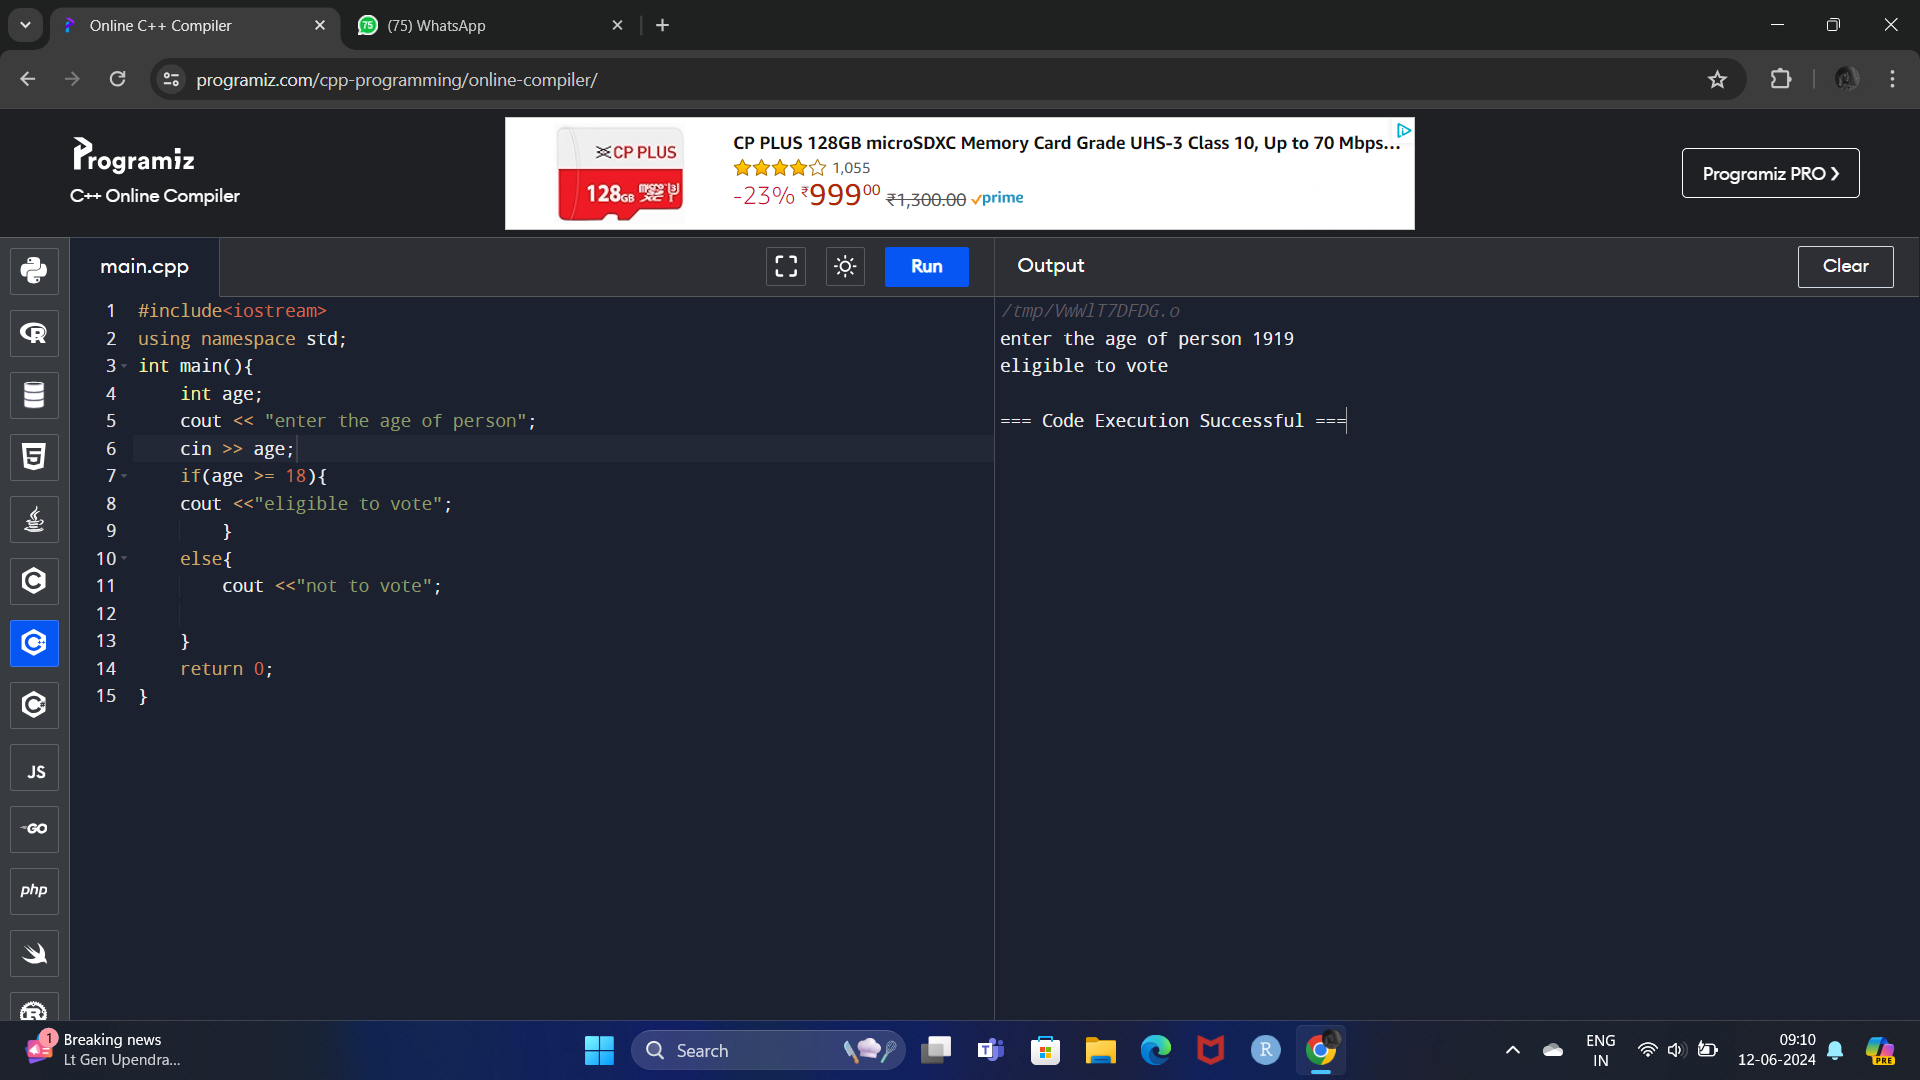 Online C++ Compiler
75
(75) WhatsApp
programiz.com/cpp-programming/online-compiler/
Programiz
C++ Online Compiler
CP PLUS
128GB microSD XC I U3
CP PLUS 128GB microSDXC Memory Card Grade UHS-3 Class 10, Up to 70 Mbps...
1,055
-23% ₹999.00 ₹1,300.00 prime
Programiz PRO >
main.cpp
Run
Output
Clear
1 #include<iostream>
2 using namespace std;
3 int main(){
4 int age;
5 cout << "enter the age of person";
6 cin >> age;
7 if(age >= 18){
8 cout <<"eligible to vote";
9 }
10 else{
11 cout <<"not to vote";
12
13 }
14 return 0;
15 }
/tmp/VwWlT7DFDG.o
enter the age of person 1919
eligible to vote
=== Code Execution Successful ===
R
5
C
C+
C
JS
GO
php
R
1
Breaking news
Lt Gen Upendra...
Search
T
R
ENG
IN
09:10
12-06-2024
PRE